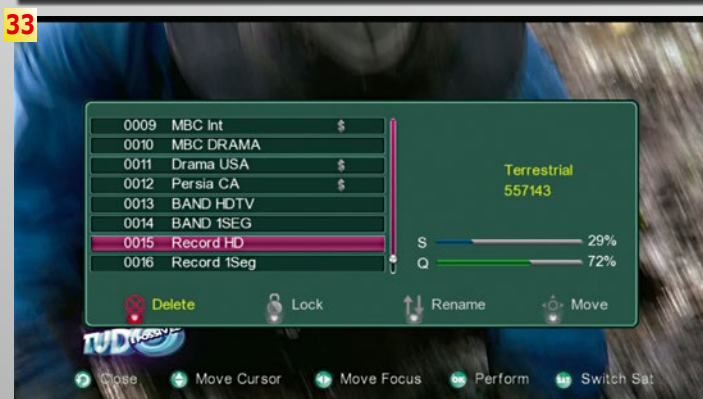 33
0009 MBC Int $
0010 MBC DRAMA
0011 Drama USA $
0012 Persia CA $
0013 BAND HDTV
0014 BAND 1SEG
0015 Record HD
0016 Record 1Seg
Terrestrial
557143
S 29%
Q 72%
Delete Lock Rename Move
TUDO
Close Move Cursor Move Focus OK Perform SAT Switch Sat